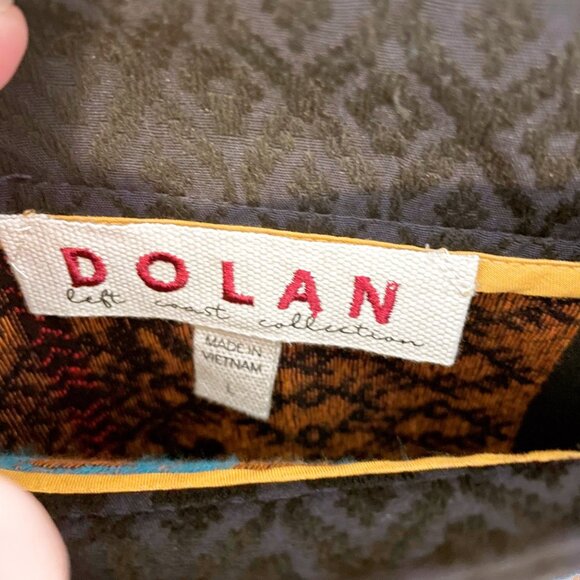 DOLAN
left coast collection
MADE IN
VIETNAM
L